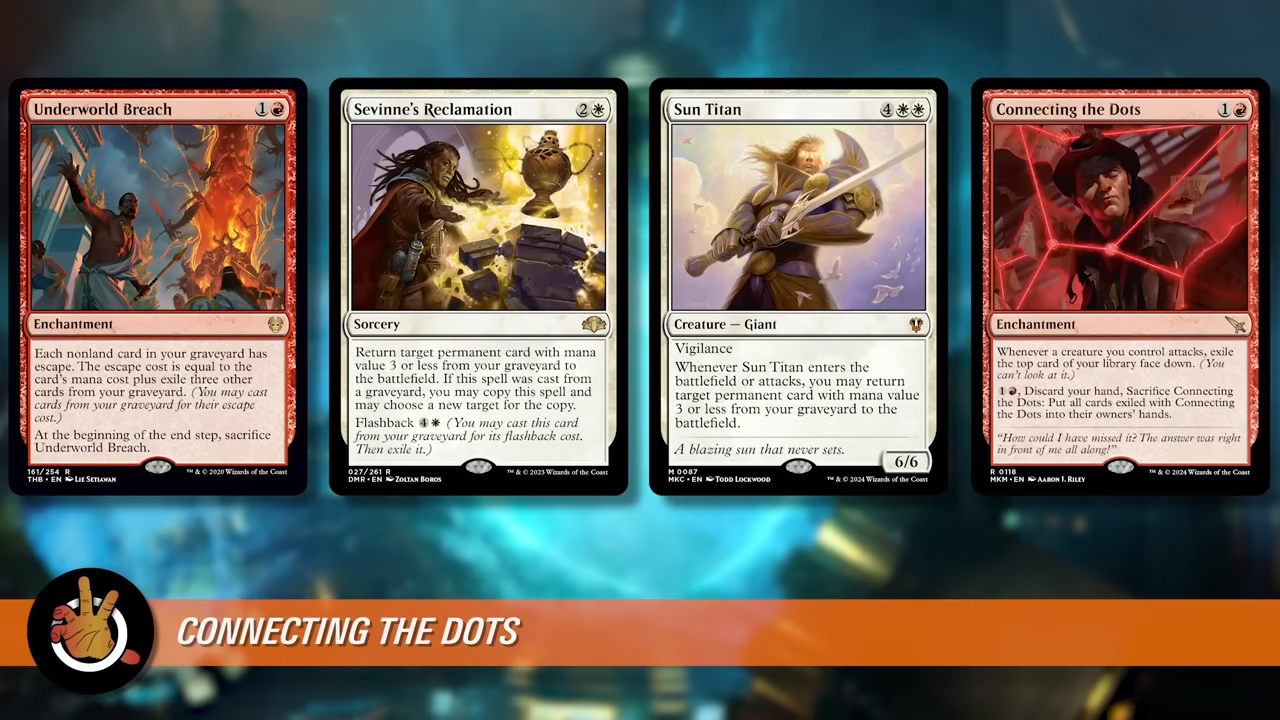 Underworld Breach 1
Enchantment
Each nonland card in your graveyard has
escape. The escape cost is equal to the
card's mana cost plus exile three other
cards from your graveyard. (You may cast
cards from your graveyard for their escape
cost.)
At the beginning of the end step, sacrifice
Underworld Breach.
161/254 R
THB • EN Lie Setiawan
™ & © 2020 Wizards of the Coast
Sevinne's Reclamation 2
Sorcery
Return target permanent card with mana
value 3 or less from your graveyard to
the battlefield. If this spell was cast from
a graveyard, you may copy this spell and
may choose a new target for the copy.
Flashback 4 (You may cast this card
from your graveyard for its flashback cost.
Then exile it.)
027/261 R
DMR • EN Zoltan Boros
™ & © 2023 Wizards of the Coast
Sun Titan 4
Creature — Giant
Vigilance
Whenever Sun Titan enters the
battlefield or attacks, you may return
target permanent card with mana value
3 or less from your graveyard to the
battlefield.
A blazing sun that never sets.
6/6
M 0087
MKC • EN Todd Lockwood
™ & © 2024 Wizards of the Coast
Connecting the Dots 1
Enchantment
Whenever a creature you control attacks, exile
the top card of your library face down. (You
can't look at it.)
1, Discard your hand, Sacrifice Connecting
the Dots: Put all cards exiled with Connecting
the Dots into their owners' hands.
"How could I have missed it? The answer was right
in front of me all along!"
R 0118
MKM • EN Aaron J. Riley
™ & © 2024 Wizards of the Coast
CONNECTING THE DOTS